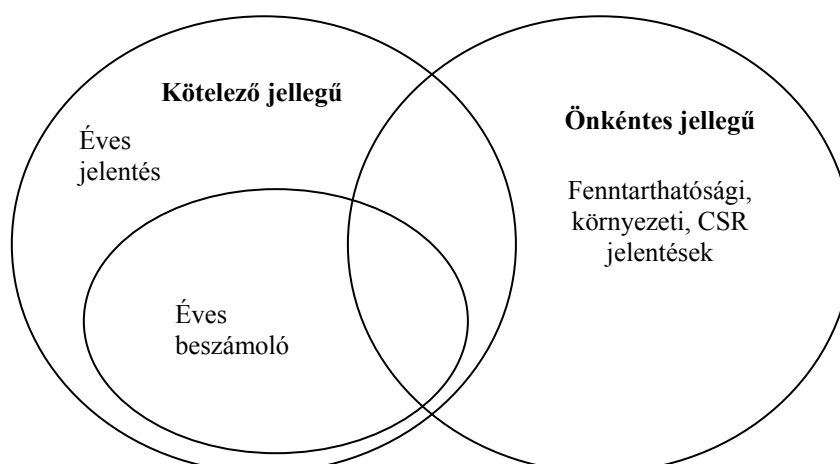 Kötelező jellegű
Éves
jelentés
Éves
beszámoló
Önkéntes jellegű
Fenntarthatósági,
környezeti, CSR
jelentések